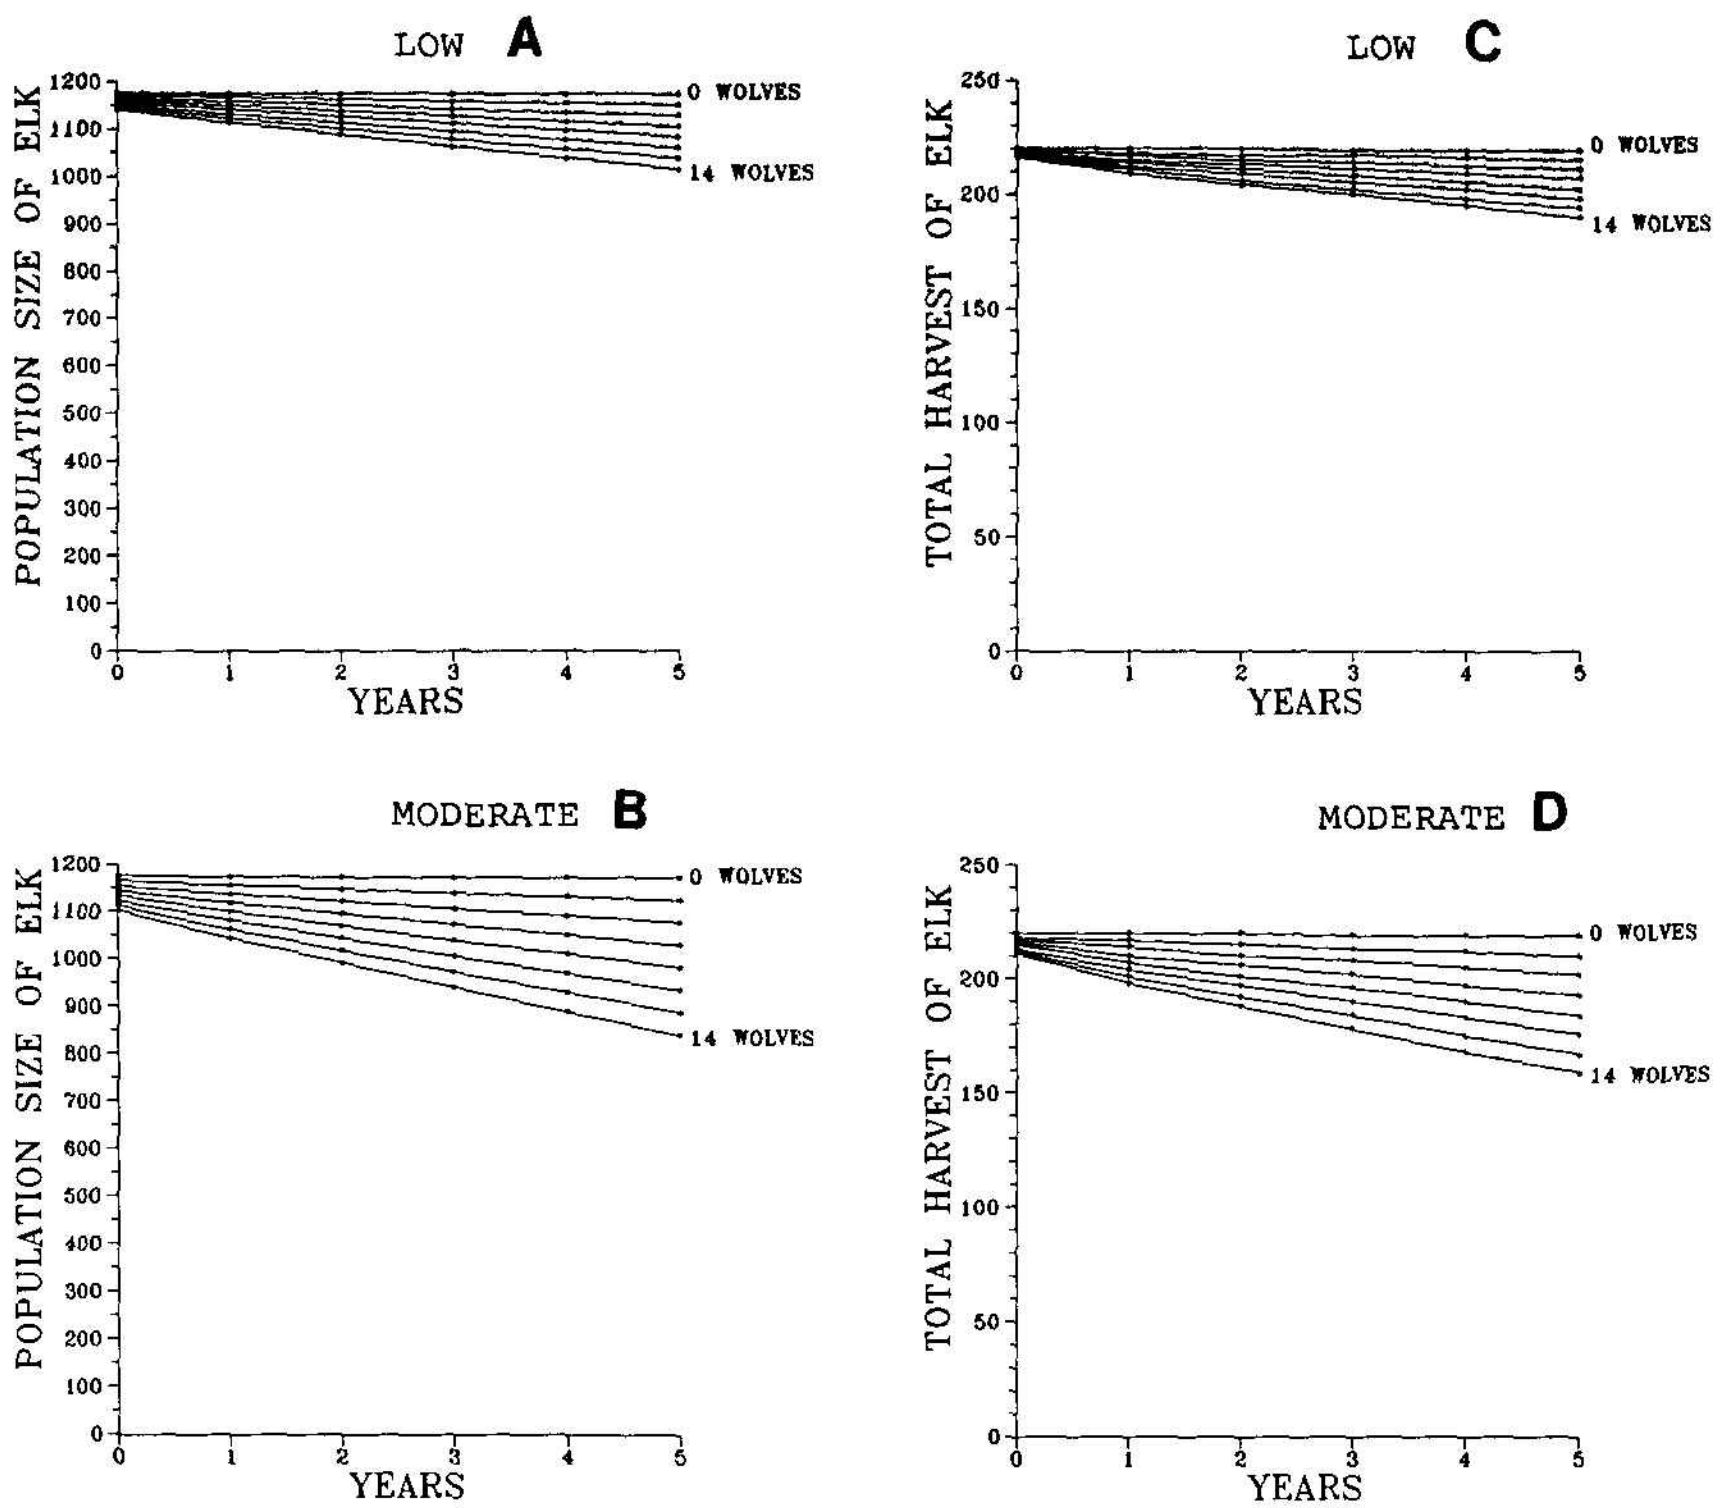 LOW A
POPULATION SIZE OF ELK
1200
1100
1000
900
800
700
600
500
400
300
200
100
0
0 WOLVES
14 WOLVES
0 1 2 3 4 5
YEARS
LOW C
TOTAL HARVEST OF ELK
250
200
150
100
50
0
0 WOLVES
14 WOLVES
0 1 2 3 4 5
YEARS
MODERATE B
POPULATION SIZE OF ELK
1200
1100
1000
900
800
700
600
500
400
300
200
100
0
0 WOLVES
14 WOLVES
0 1 2 3 4 5
YEARS
MODERATE D
TOTAL HARVEST OF ELK
250
200
150
100
50
0
0 WOLVES
14 WOLVES
0 1 2 3 4 5
YEARS